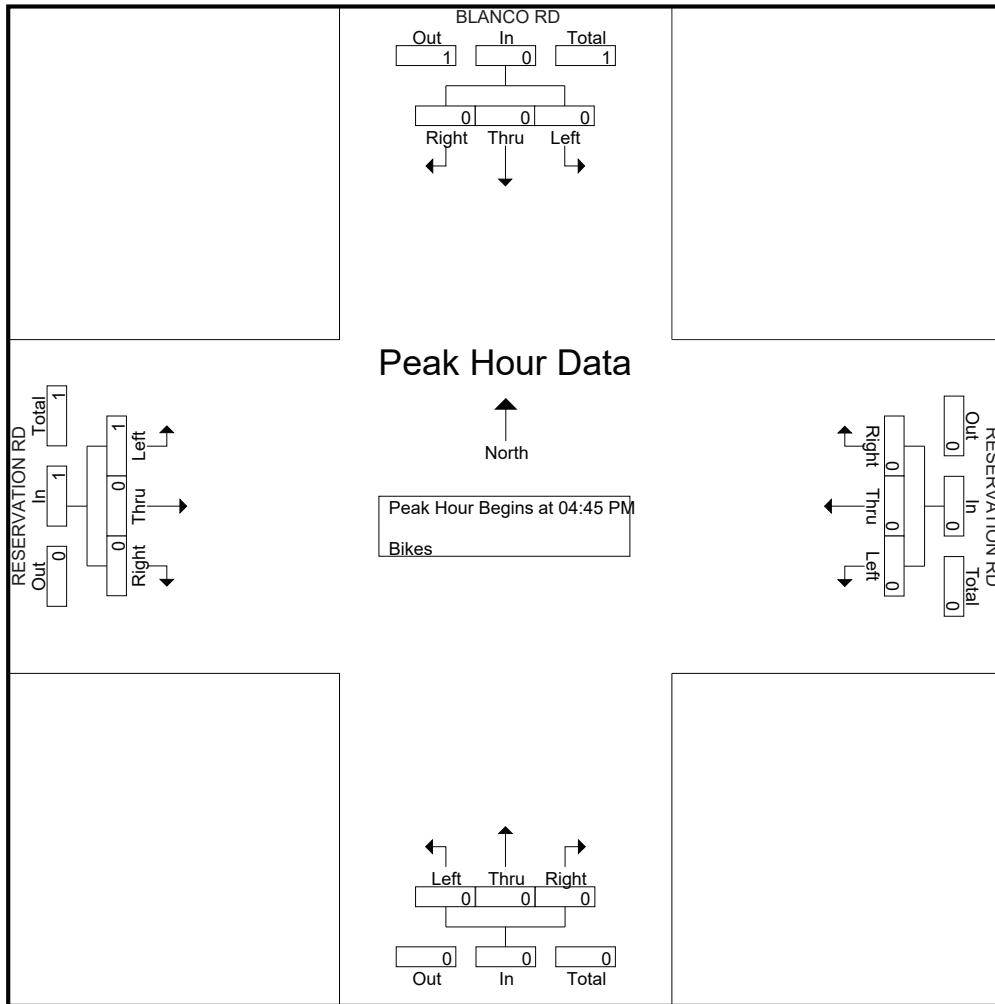 BLANCO RD
Out In Total
1 0 1
0 0 0
Right Thru Left
Peak Hour Data
North
Peak Hour Begins at 04:45 PM
Bikes
RESERVATION RD
Total In Out
1 1 0
1 0 0
Left Thru Right
RESERVATION RD
Out In Total
0 0 0
0 0 0
Right Thru Left
Left Thru Right
0 0 0
0 0 0
Out In Total